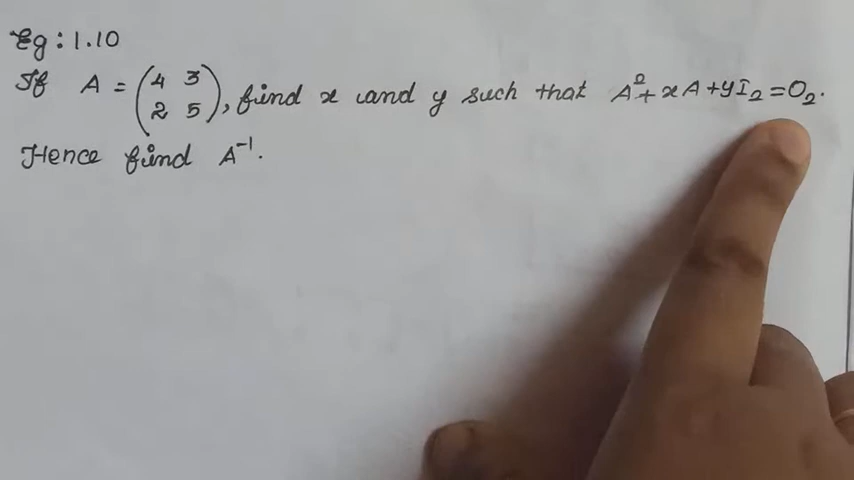 Eg : 1.10
If A = (4 3 2 5), find x and y such that A² + xA + yI₂ = O₂.
Hence find A⁻¹.